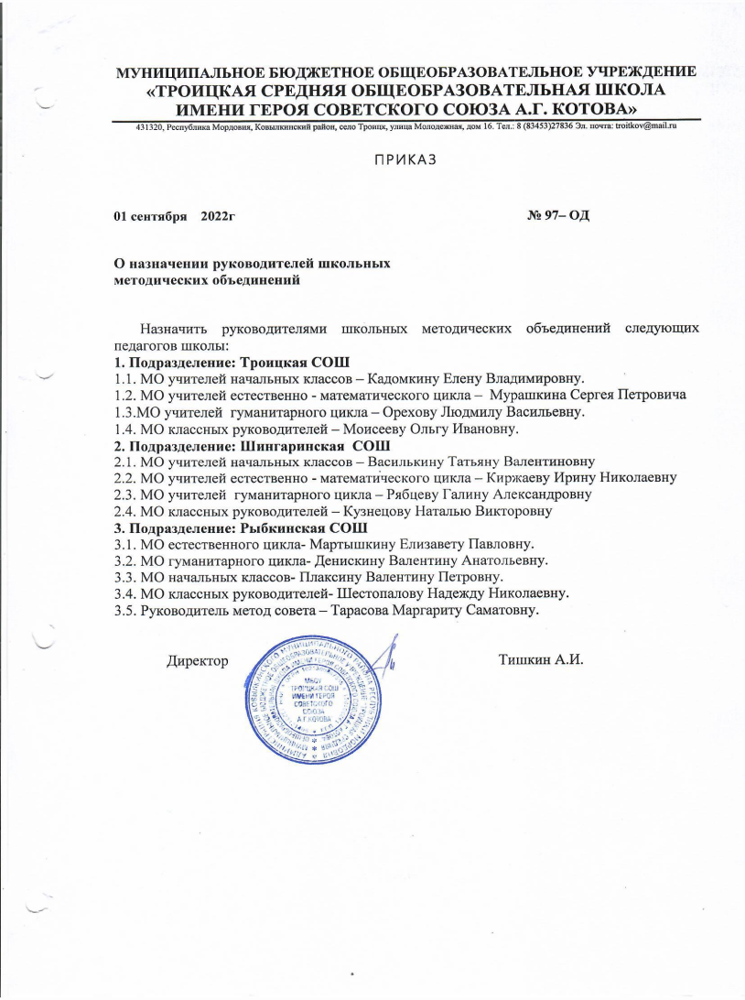 МУНИЦИПАЛЬНОЕ БЮДЖЕТНОЕ ОБЩЕОБРАЗОВАТЕЛЬНОЕ УЧРЕЖДЕНИЕ
«ТРОИЦКАЯ СРЕДНЯЯ ОБЩЕОБРАЗОВАТЕЛЬНАЯ ШКОЛА
ИМЕНИ ГЕРОЯ СОВЕТСКОГО СОЮЗА А.Г. КОТОВА»
431320, Республика Мордовия, Ковылкинский район, село Троицк, улица Молодежная, дом 16. Тел.: 8 (83453)27836 Эл. почта: troitkov@mail.ru
ПРИКАЗ
01 сентября 2022г № 97– ОД
О назначении руководителей школьных
методических объединений
Назначить руководителями школьных методических объединений следующих
педагогов школы:
1. Подразделение: Троицкая СОШ
1.1. МО учителей начальных классов – Кадомкину Елену Владимировну.
1.2. МО учителей естественно - математического цикла – Мурашкина Сергея Петровича
1.3.МО учителей гуманитарного цикла – Орехову Людмилу Васильевну.
1.4. МО классных руководителей – Моисееву Ольгу Ивановну.
2. Подразделение: Шингаринская СОШ
2.1. МО учителей начальных классов – Василькину Татьяну Валентиновну
2.2. МО учителей естественно - математического цикла – Киржаеву Ирину Николаевну
2.3. МО учителей гуманитарного цикла – Рябцеву Галину Александровну
2.4. МО классных руководителей – Кузнецову Наталью Викторовну
3. Подразделение: Рыбкинская СОШ
3.1. МО естественного цикла- Мартышкину Елизавету Павловну.
3.2. МО гуманитарного цикла- Денискину Валентину Анатольевну.
3.3. МО начальных классов- Плаксину Валентину Петровну.
3.4. МО классных руководителей- Шестопалову Надежду Николаевну.
3.5. Руководитель метод совета – Тарасова Маргариту Саматовну.
Директор Тишкин А.И.
МБОУ
ТРОИЦКАЯ СОШ
ИМЕНИ ГЕРОЯ
СОВЕТСКОГО
СОЮЗА
А.Г.КОТОВА